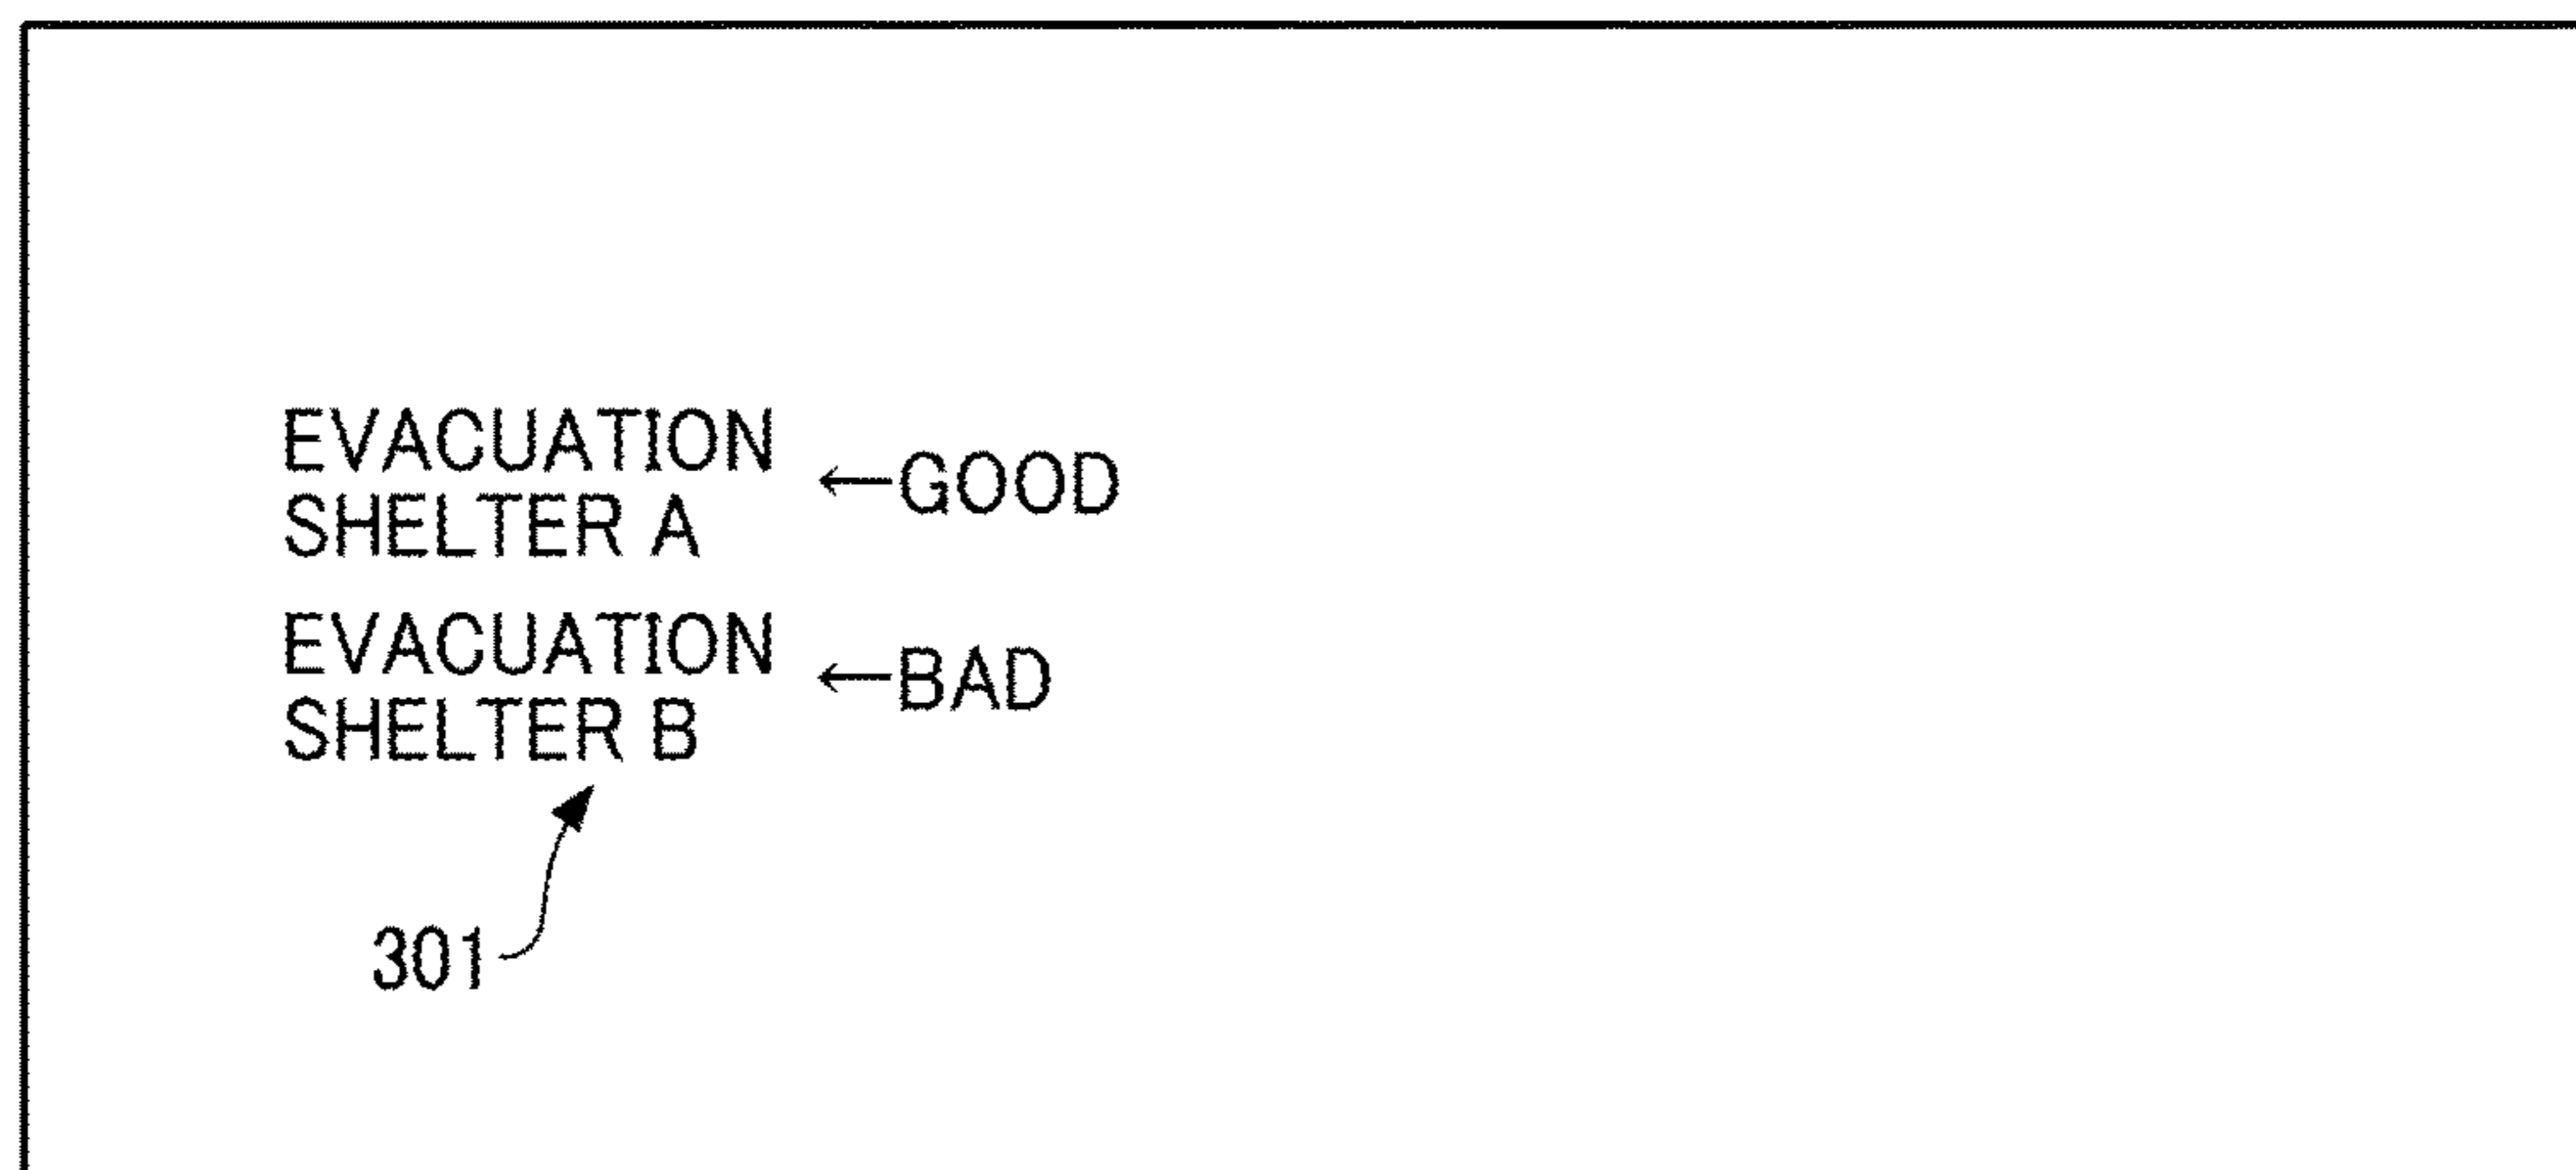 EVACUATION
SHELTER A
←GOOD
EVACUATION
SHELTER B
←BAD
301